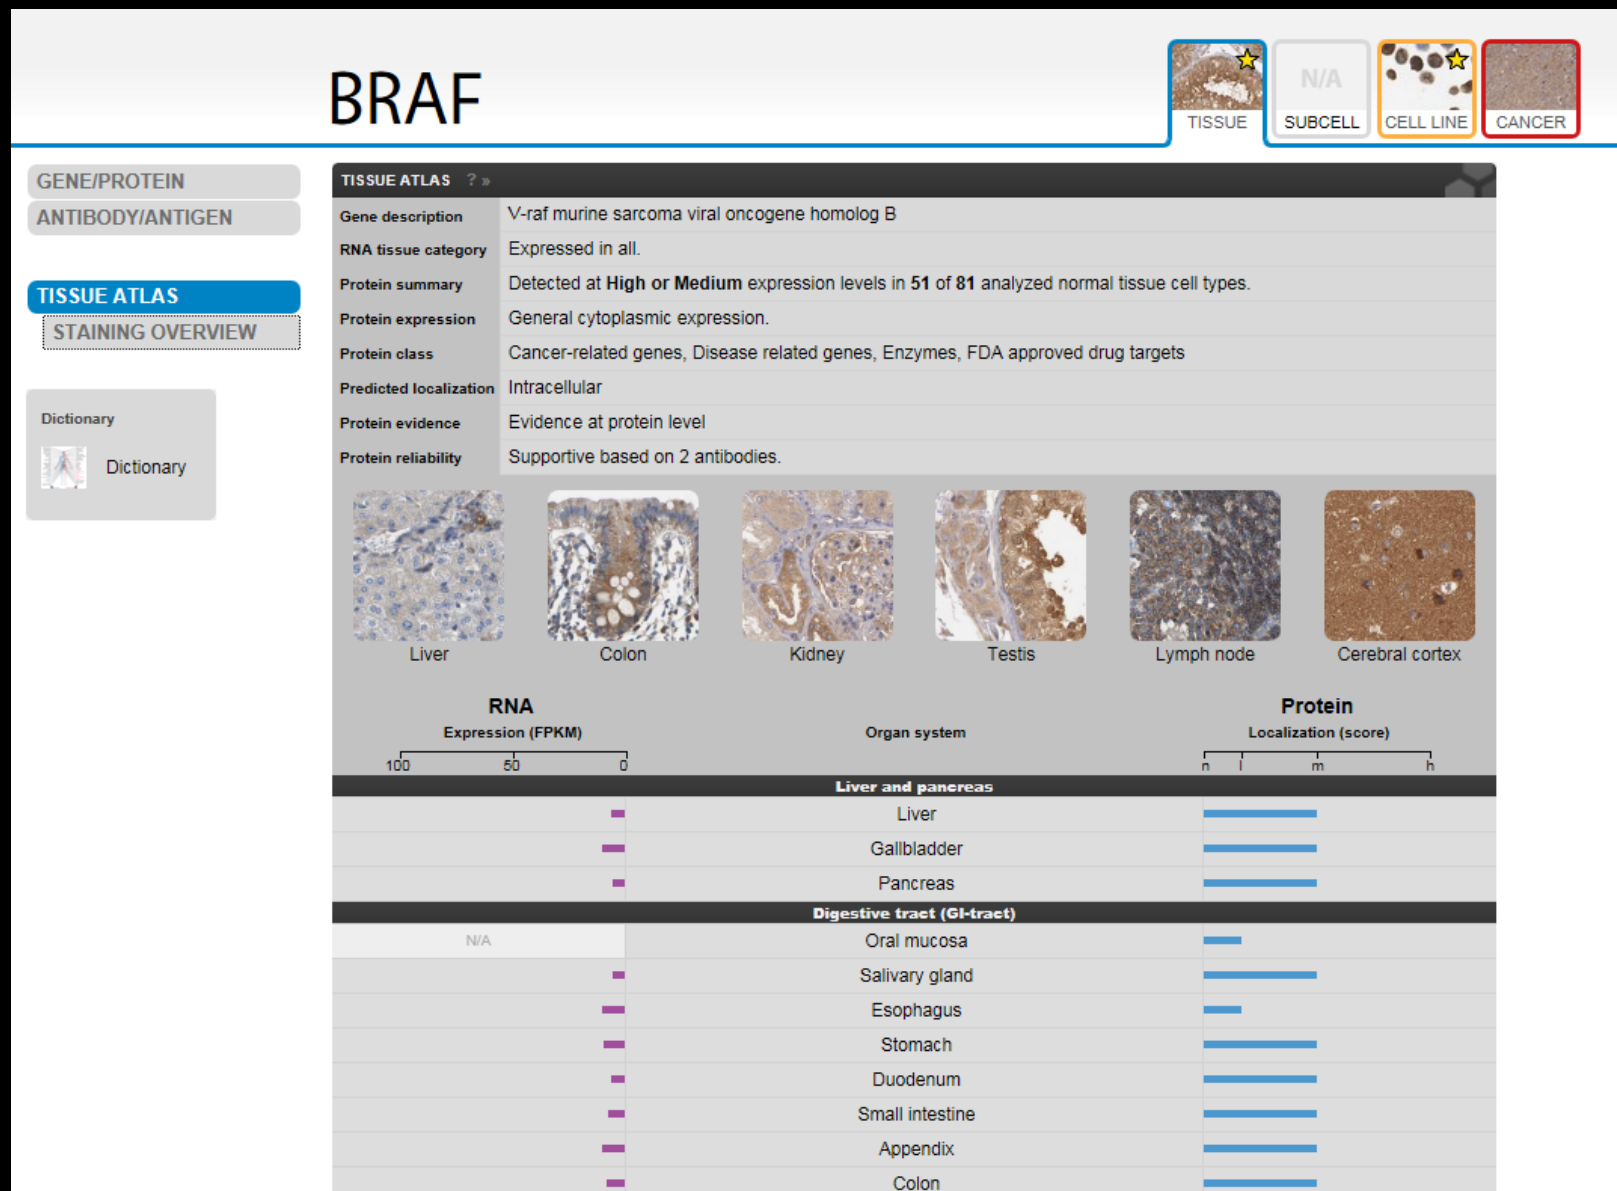 BRAF
TISSUE
N/A
SUBCELL
CELL LINE
CANCER
GENE/PROTEIN
ANTIBODY/ANTIGEN
TISSUE ATLAS
STAINING OVERVIEW
Dictionary
Dictionary
TISSUE ATLAS ? »
Gene description V-raf murine sarcoma viral oncogene homolog B
RNA tissue category Expressed in all.
Protein summary Detected at High or Medium expression levels in 51 of 81 analyzed normal tissue cell types.
Protein expression General cytoplasmic expression.
Protein class Cancer-related genes, Disease related genes, Enzymes, FDA approved drug targets
Predicted localization Intracellular
Protein evidence Evidence at protein level
Protein reliability Supportive based on 2 antibodies.
Liver Colon Kidney Testis Lymph node Cerebral cortex
RNA Protein
Expression (FPKM) Organ system Localization (score)
100 50 0 n l m h
Liver and pancreas
Liver
Gallbladder
Pancreas
Digestive tract (GI-tract)
N/A Oral mucosa
Salivary gland
Esophagus
Stomach
Duodenum
Small intestine
Appendix
Colon